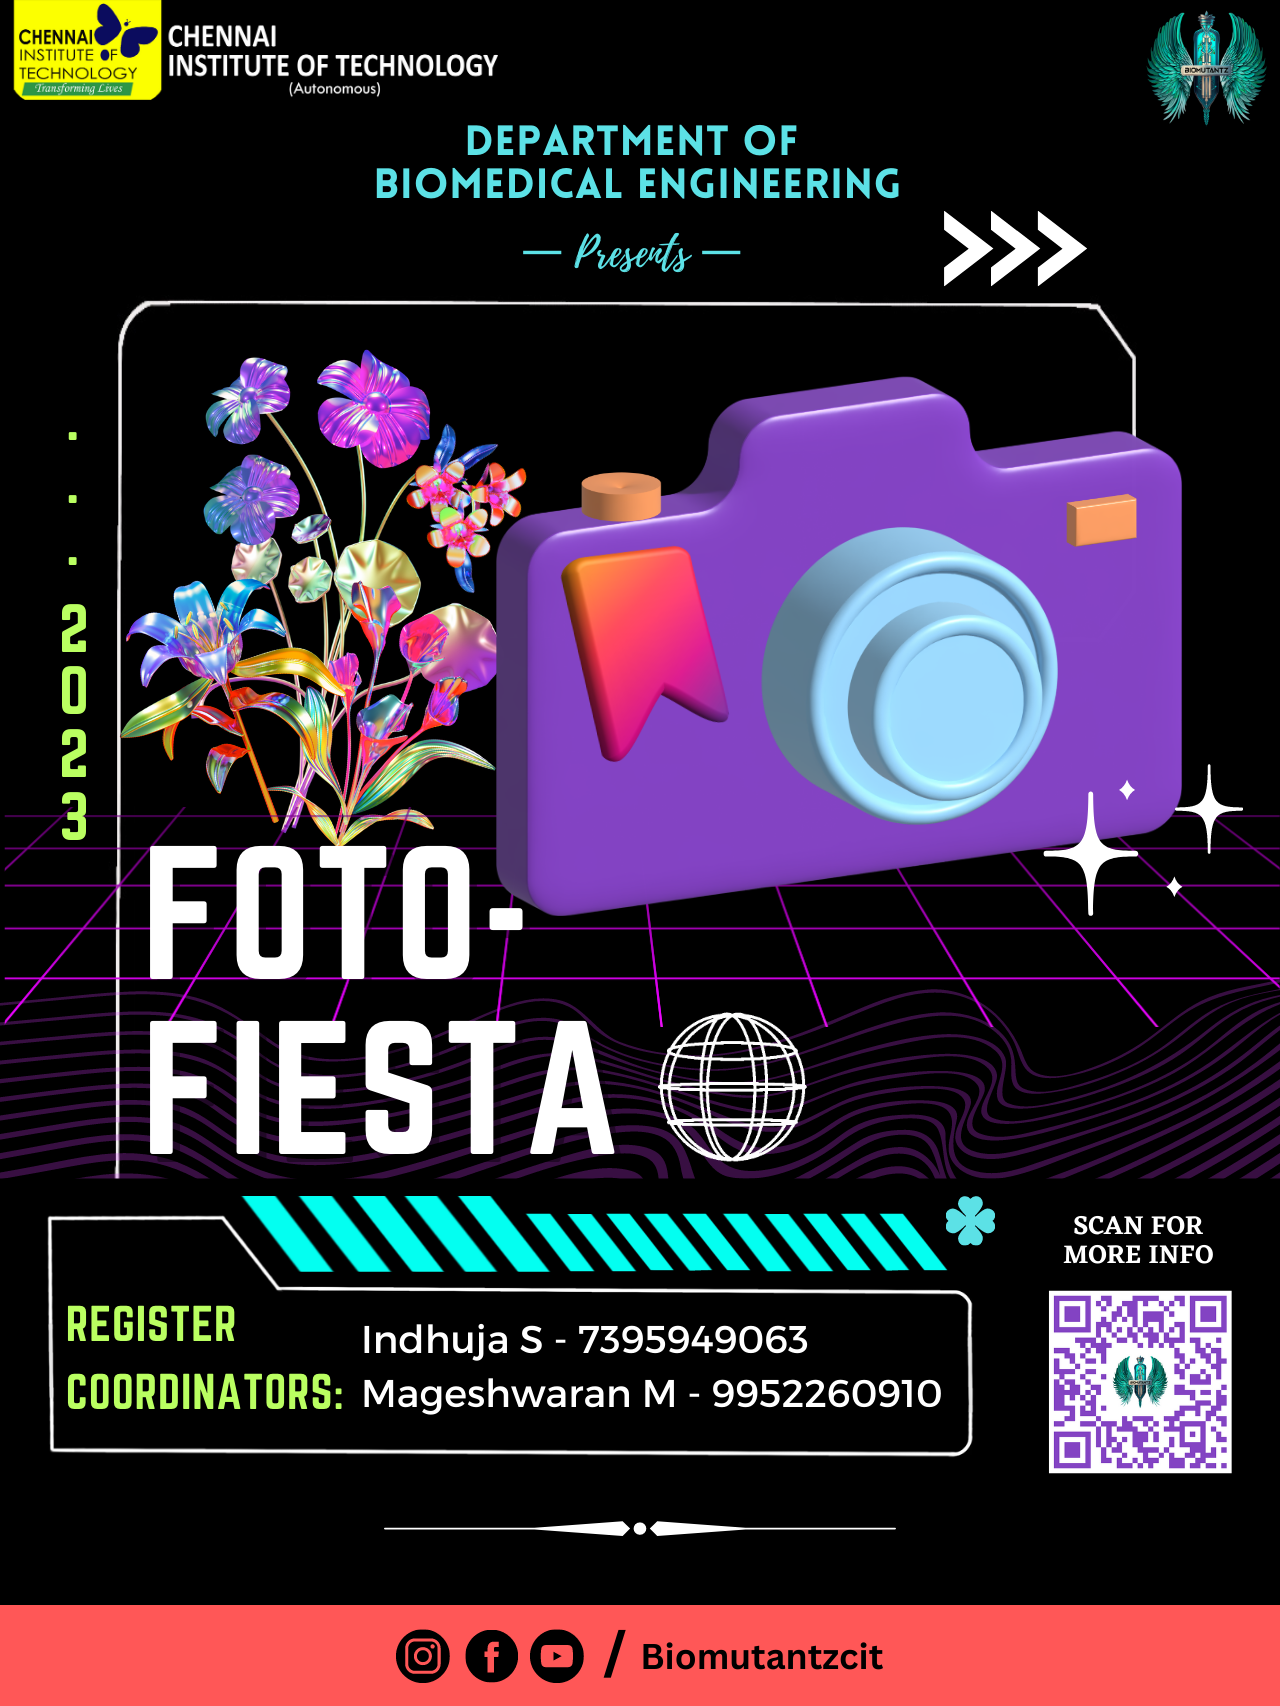 CHENNAI
INSTITUTE OF
TECHNOLOGY
Transforming Lives
CHENNAI
INSTITUTE OF TECHNOLOGY
(Autonomous)
BIOMUTANTZ
DEPARTMENT OF
BIOMEDICAL ENGINEERING
— Presents —
...2023
FOTO-
FIESTA
SCAN FOR
MORE INFO
REGISTER
COORDINATORS:
Indhuja S - 7395949063
Mageshwaran M - 9952260910
/ Biomutantzcit